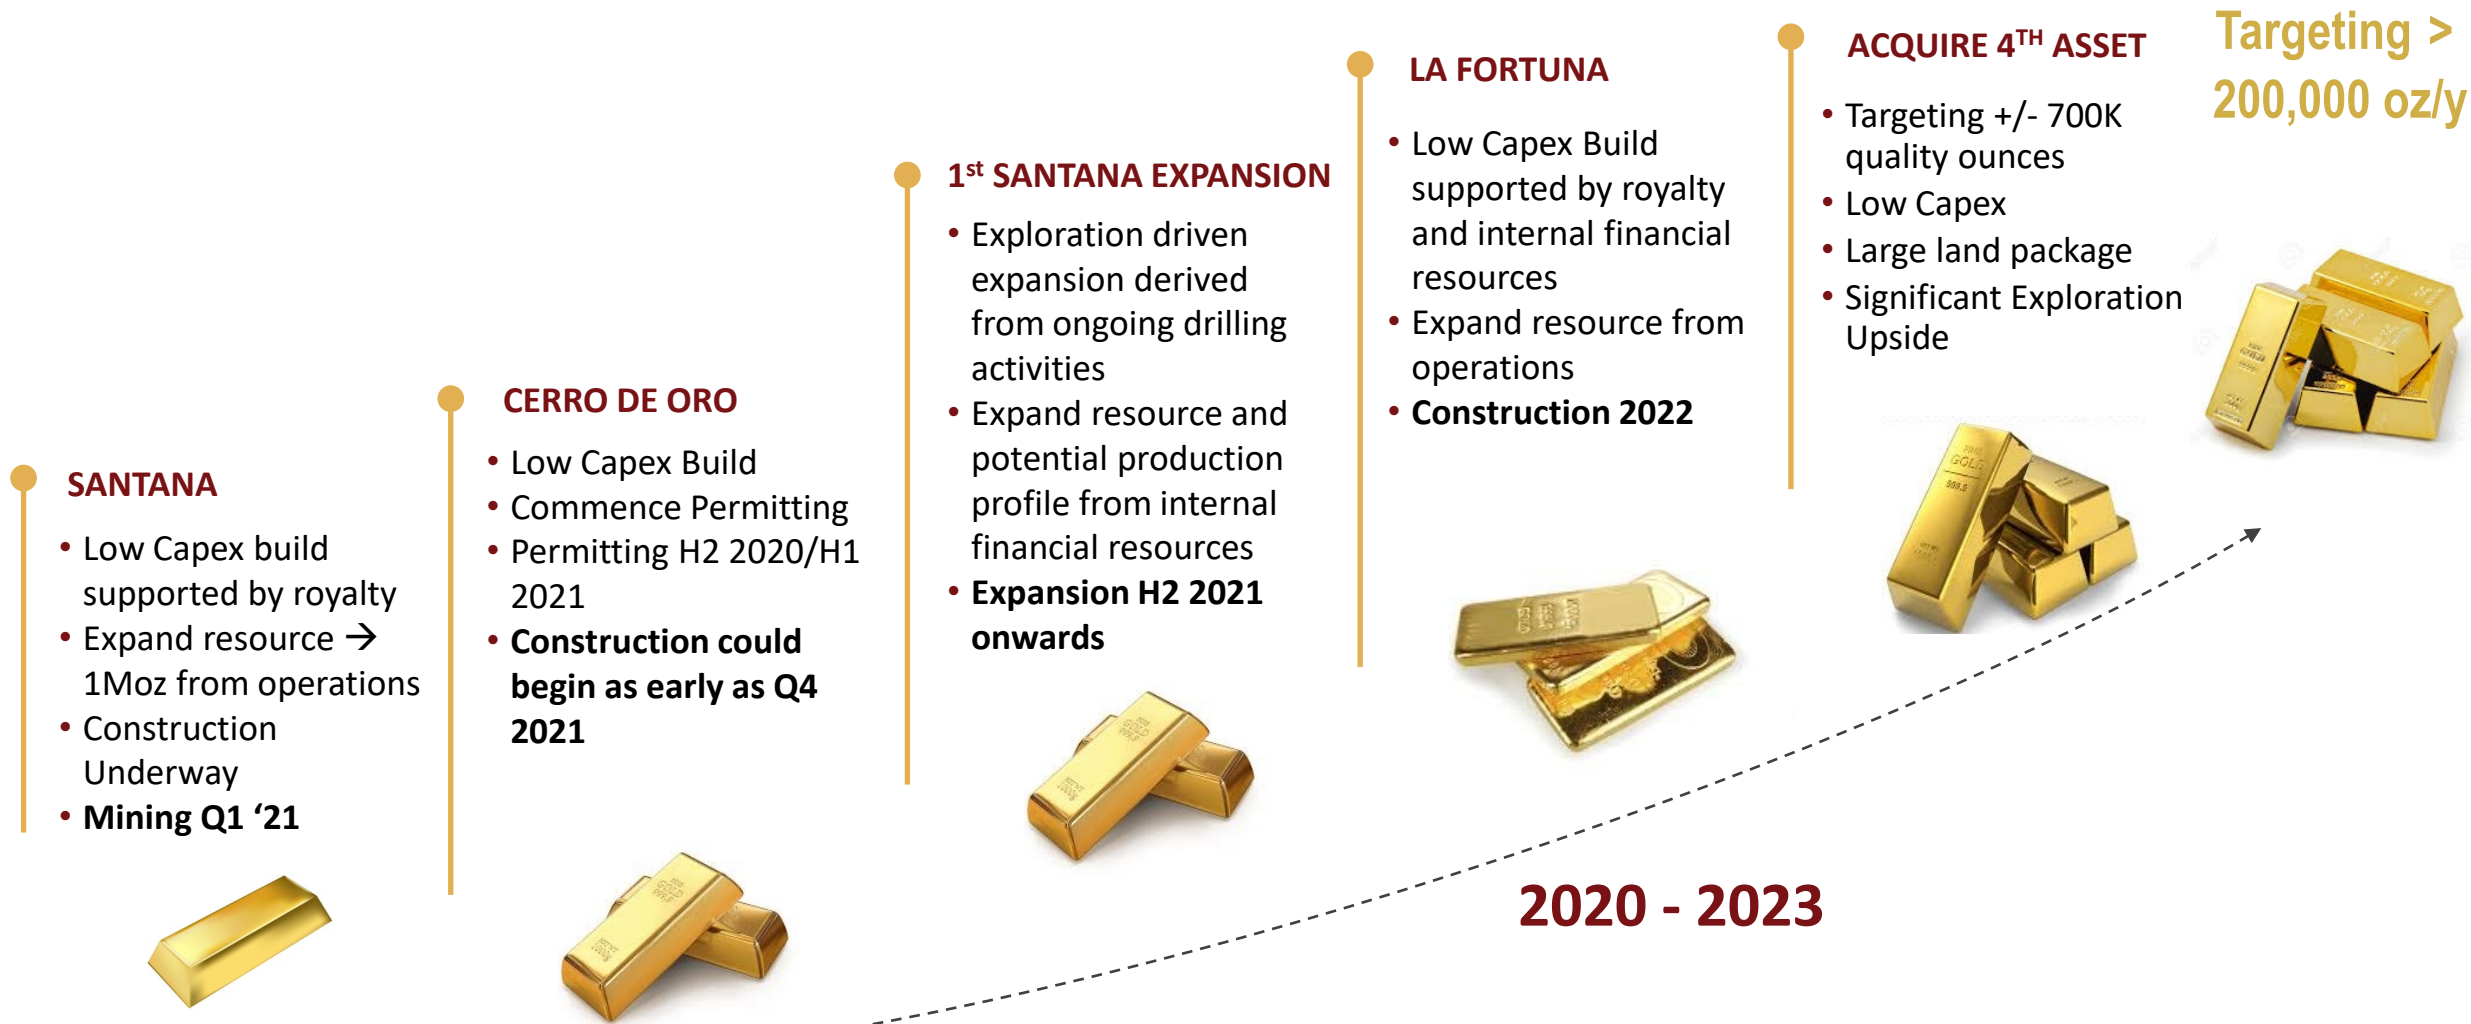 SANTANA
• Low Capex build
supported by royalty
• Expand resource →
1Moz from operations
• Construction
Underway
• Mining Q1 ‘21
CERRO DE ORO
• Low Capex Build
• Commence Permitting
• Permitting H2 2020/H1
2021
• Construction could
begin as early as Q4
2021
1st SANTANA EXPANSION
• Exploration driven
expansion derived
from ongoing drilling
activities
• Expand resource and
potential production
profile from internal
financial resources
• Expansion H2 2021
onwards
LA FORTUNA
• Low Capex Build
supported by royalty
and internal financial
resources
• Expand resource from
operations
• Construction 2022
ACQUIRE 4TH ASSET
• Targeting +/- 700K
quality ounces
• Low Capex
• Large land package
• Significant Exploration
Upside
Targeting >
200,000 oz/y
2020 - 2023
FINE
GOLD
999,9